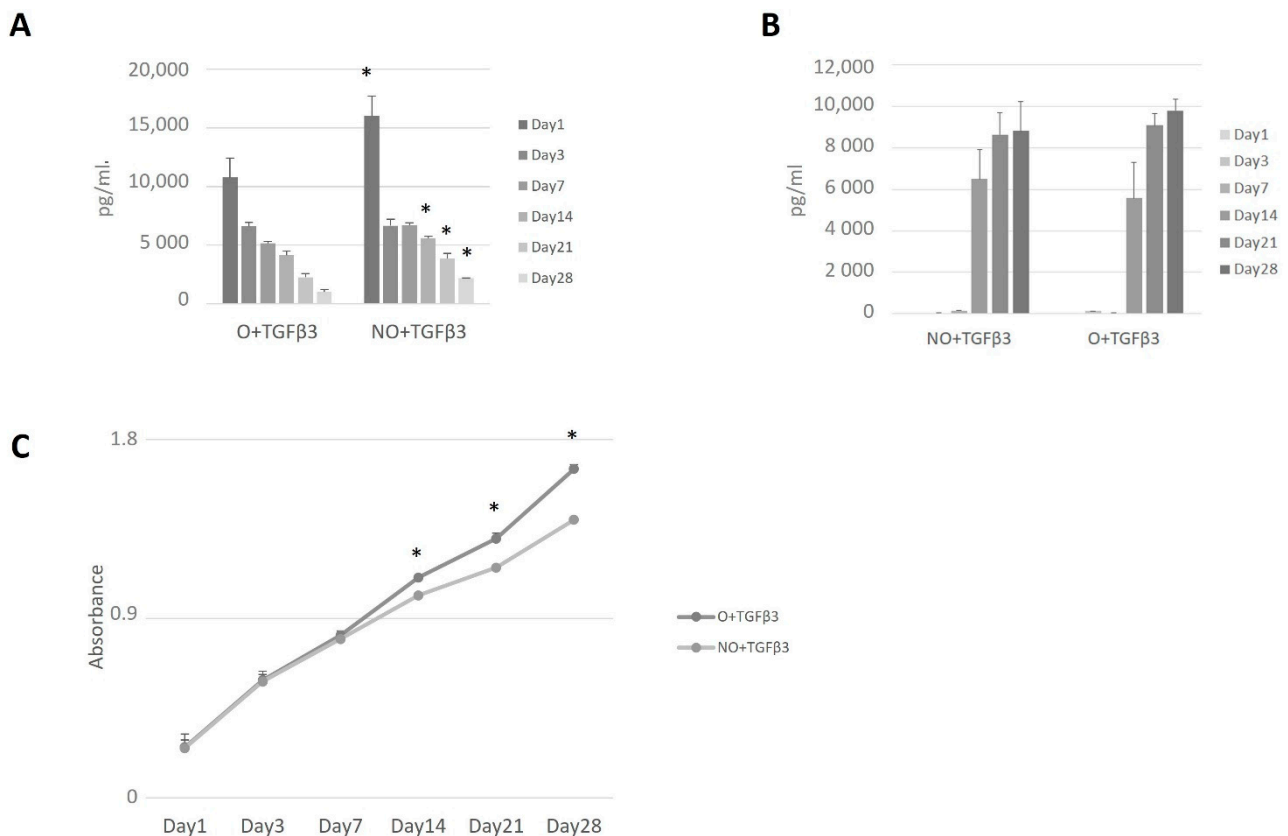 A
20,000
15,000
10,000
5 000
0
pg/ml.
*
*
*
*
O+TGFβ3
NO+TGFβ3
Day1
Day3
Day7
Day14
Day21
Day28
B
12,000
10,000
8 000
6 000
4 000
2 000
0
pg/ml
NO+TGFβ3
O+TGFβ3
Day1
Day3
Day7
Day14
Day21
Day28
C
1.8
0.9
0
Absorbance
*
*
*
Day1
Day3
Day7
Day14
Day21
Day28
O+TGFβ3
NO+TGFβ3